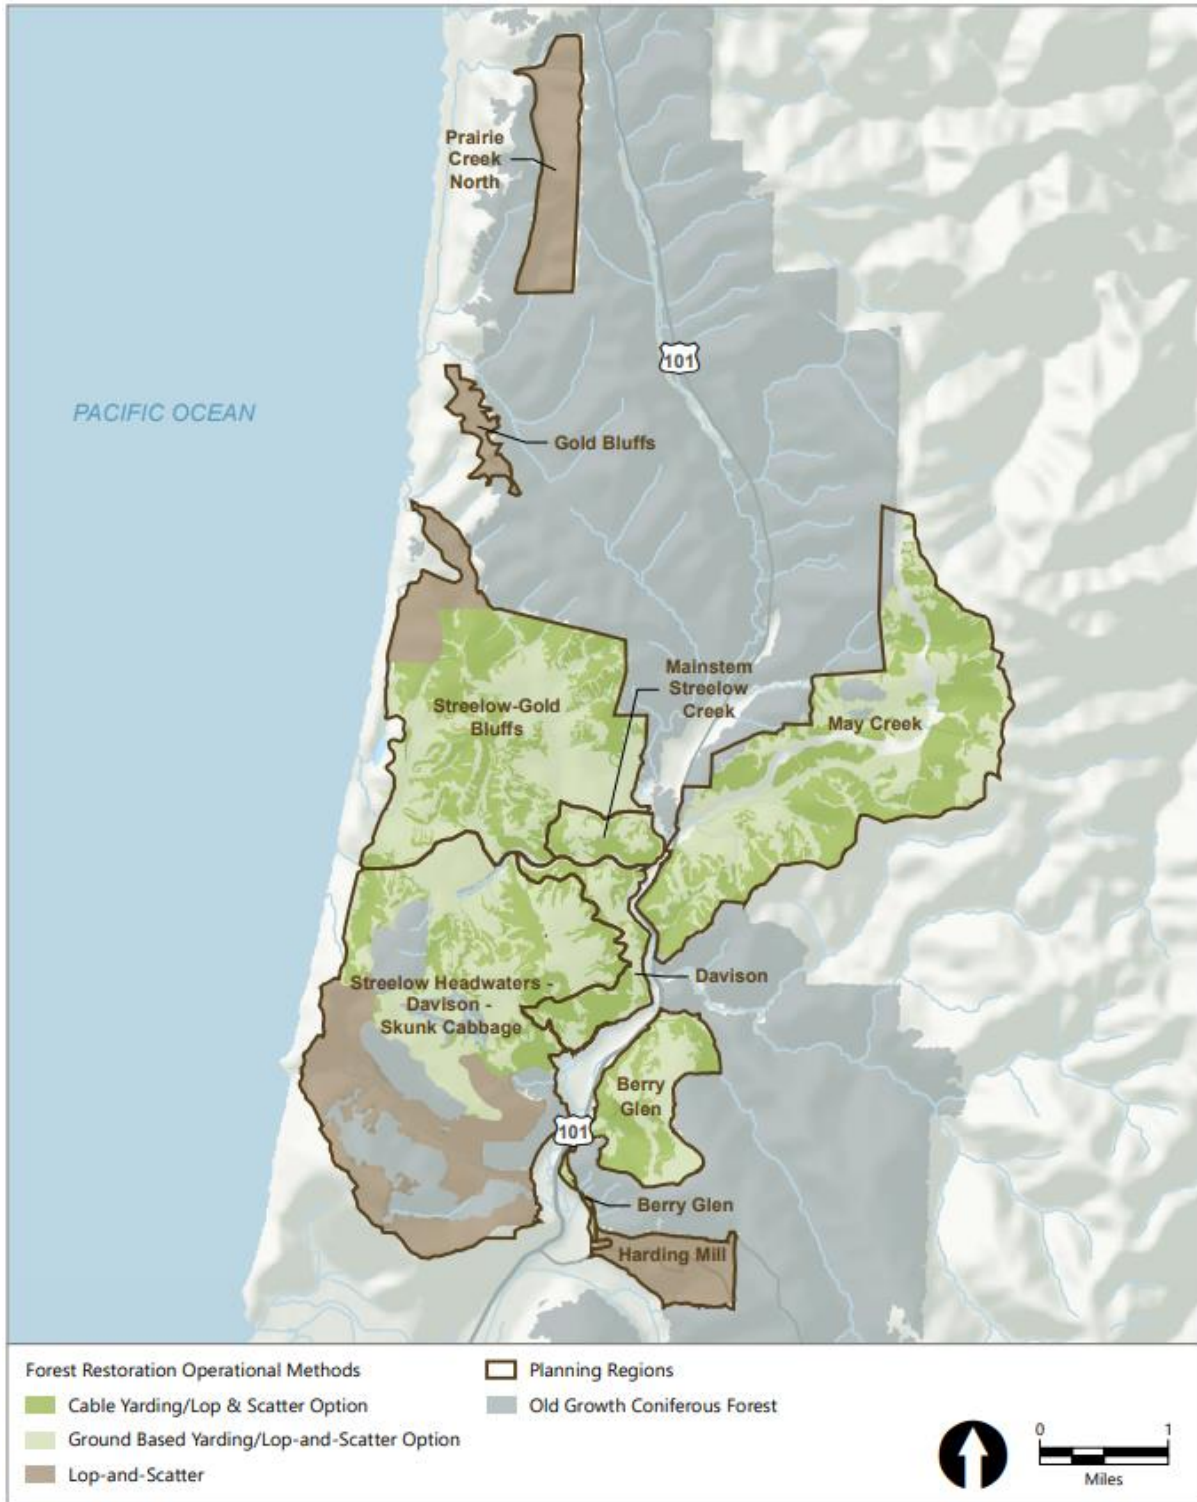 Prairie
Creek
North
101
PACIFIC OCEAN
Gold Bluffs
Mainstem
Streelow
Creek
Streelow-Gold
Bluffs
May Creek
Streelow Headwaters -
Davison -
Skunk Cabbage
Davison
Berry
Glen
101
Berry Glen
Harding Mill
Forest Restoration Operational Methods
Cable Yarding/Lop & Scatter Option
Ground Based Yarding/Lop-and-Scatter Option
Lop-and-Scatter
Planning Regions
Old Growth Coniferous Forest
0 1
Miles